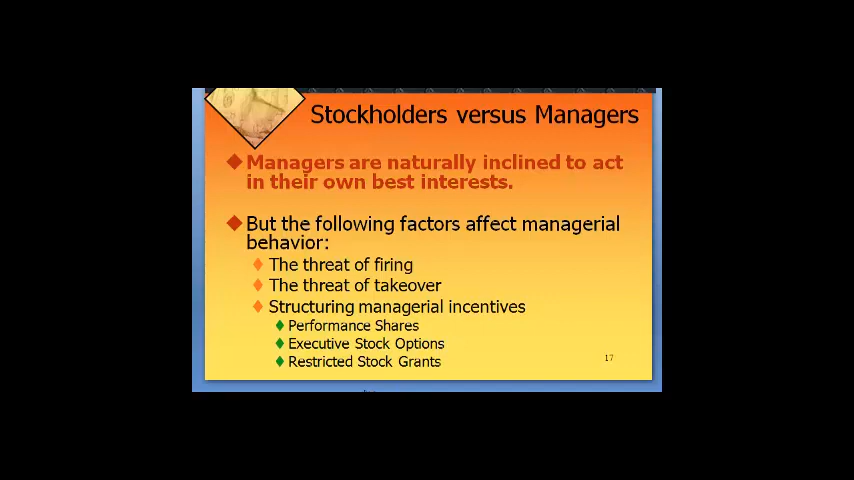 Stockholders versus Managers
Managers are naturally inclined to act
in their own best interests.
But the following factors affect managerial
behavior:
The threat of firing
The threat of takeover
Structuring managerial incentives
Performance Shares
Executive Stock Options
Restricted Stock Grants
17